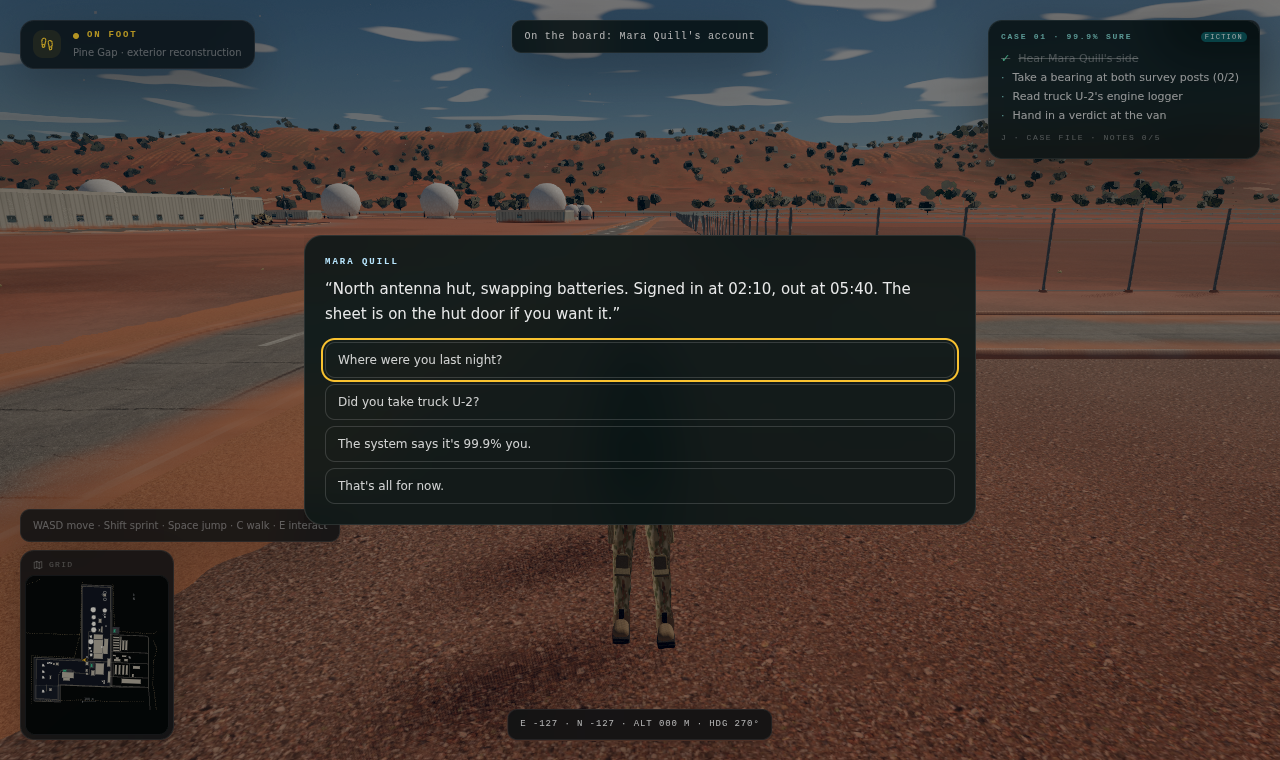 ON FOOT
Pine Gap · exterior reconstruction
On the board: Mara Quill's account
CASE 01 · 99.9% SURE
FICTION
✓ Hear Mara Quill's side
· Take a bearing at both survey posts (0/2)
· Read truck U-2's engine logger
· Hand in a verdict at the van
J · CASE FILE · NOTES 0/5
MARA QUILL
“North antenna hut, swapping batteries. Signed in at 02:10, out at 05:40. The
sheet is on the hut door if you want it.”
Where were you last night?
Did you take truck U-2?
The system says it's 99.9% you.
That's all for now.
WASD move · Shift sprint · Space jump · C walk · E interact
GRID
E -127 · N -127 · ALT 000 M · HDG 270°